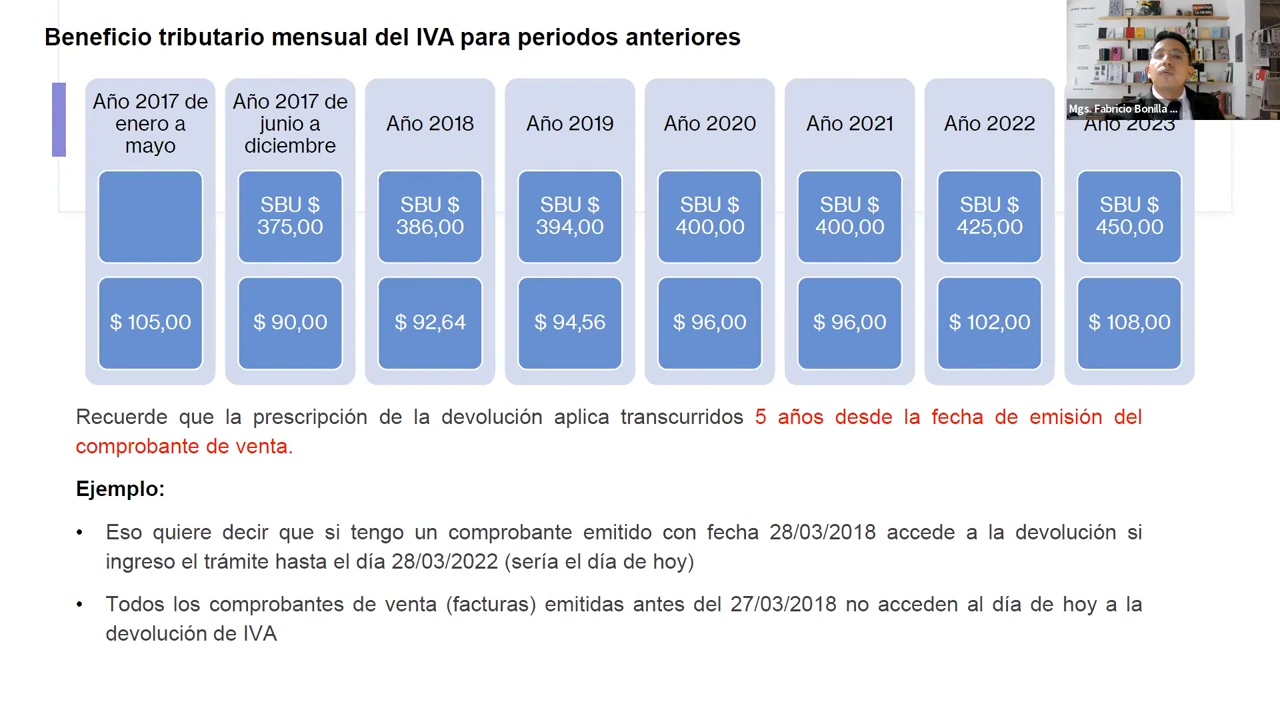 Beneficio tributario mensual del IVA para periodos anteriores
Mgs. Fabricio Bonilla ...
Año 2017 de
enero a
mayo
$ 105,00
Año 2017 de
junio a
diciembre
SBU $
375,00
$ 90,00
Año 2018
SBU $
386,00
$ 92,64
Año 2019
SBU $
394,00
$ 94,56
Año 2020
SBU $
400,00
$ 96,00
Año 2021
SBU $
400,00
$ 96,00
Año 2022
SBU $
425,00
$ 102,00
Año 2023
SBU $
450,00
$ 108,00
Recuerde que la prescripción de la devolución aplica transcurridos 5 años desde la fecha de emisión del
comprobante de venta.
Ejemplo:
• Eso quiere decir que si tengo un comprobante emitido con fecha 28/03/2018 accede a la devolución si
ingreso el trámite hasta el día 28/03/2022 (sería el día de hoy)
• Todos los comprobantes de venta (facturas) emitidas antes del 27/03/2018 no acceden al día de hoy a la
devolución de IVA